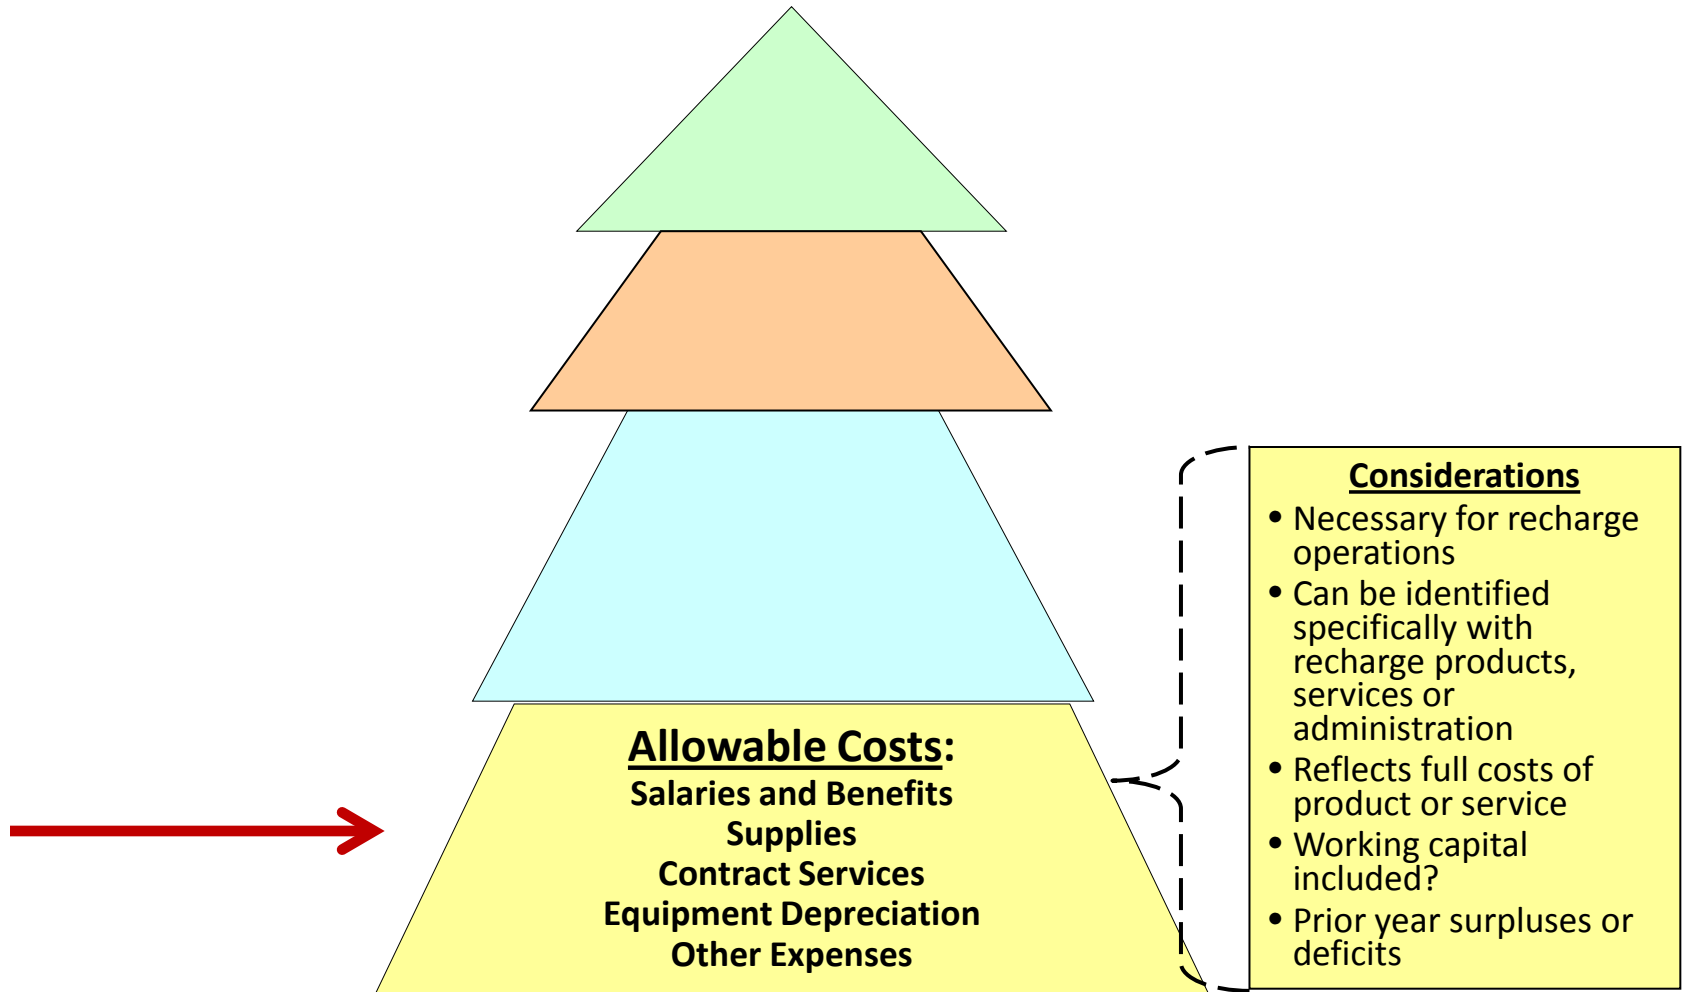 Allowable Costs:
Salaries and Benefits
Supplies
Contract Services
Equipment Depreciation
Other Expenses
Considerations
• Necessary for recharge
operations
• Can be identified
specifically with
recharge products,
services or
administration
• Reflects full costs of
product or service
• Working capital
included?
• Prior year surpluses or
deficits